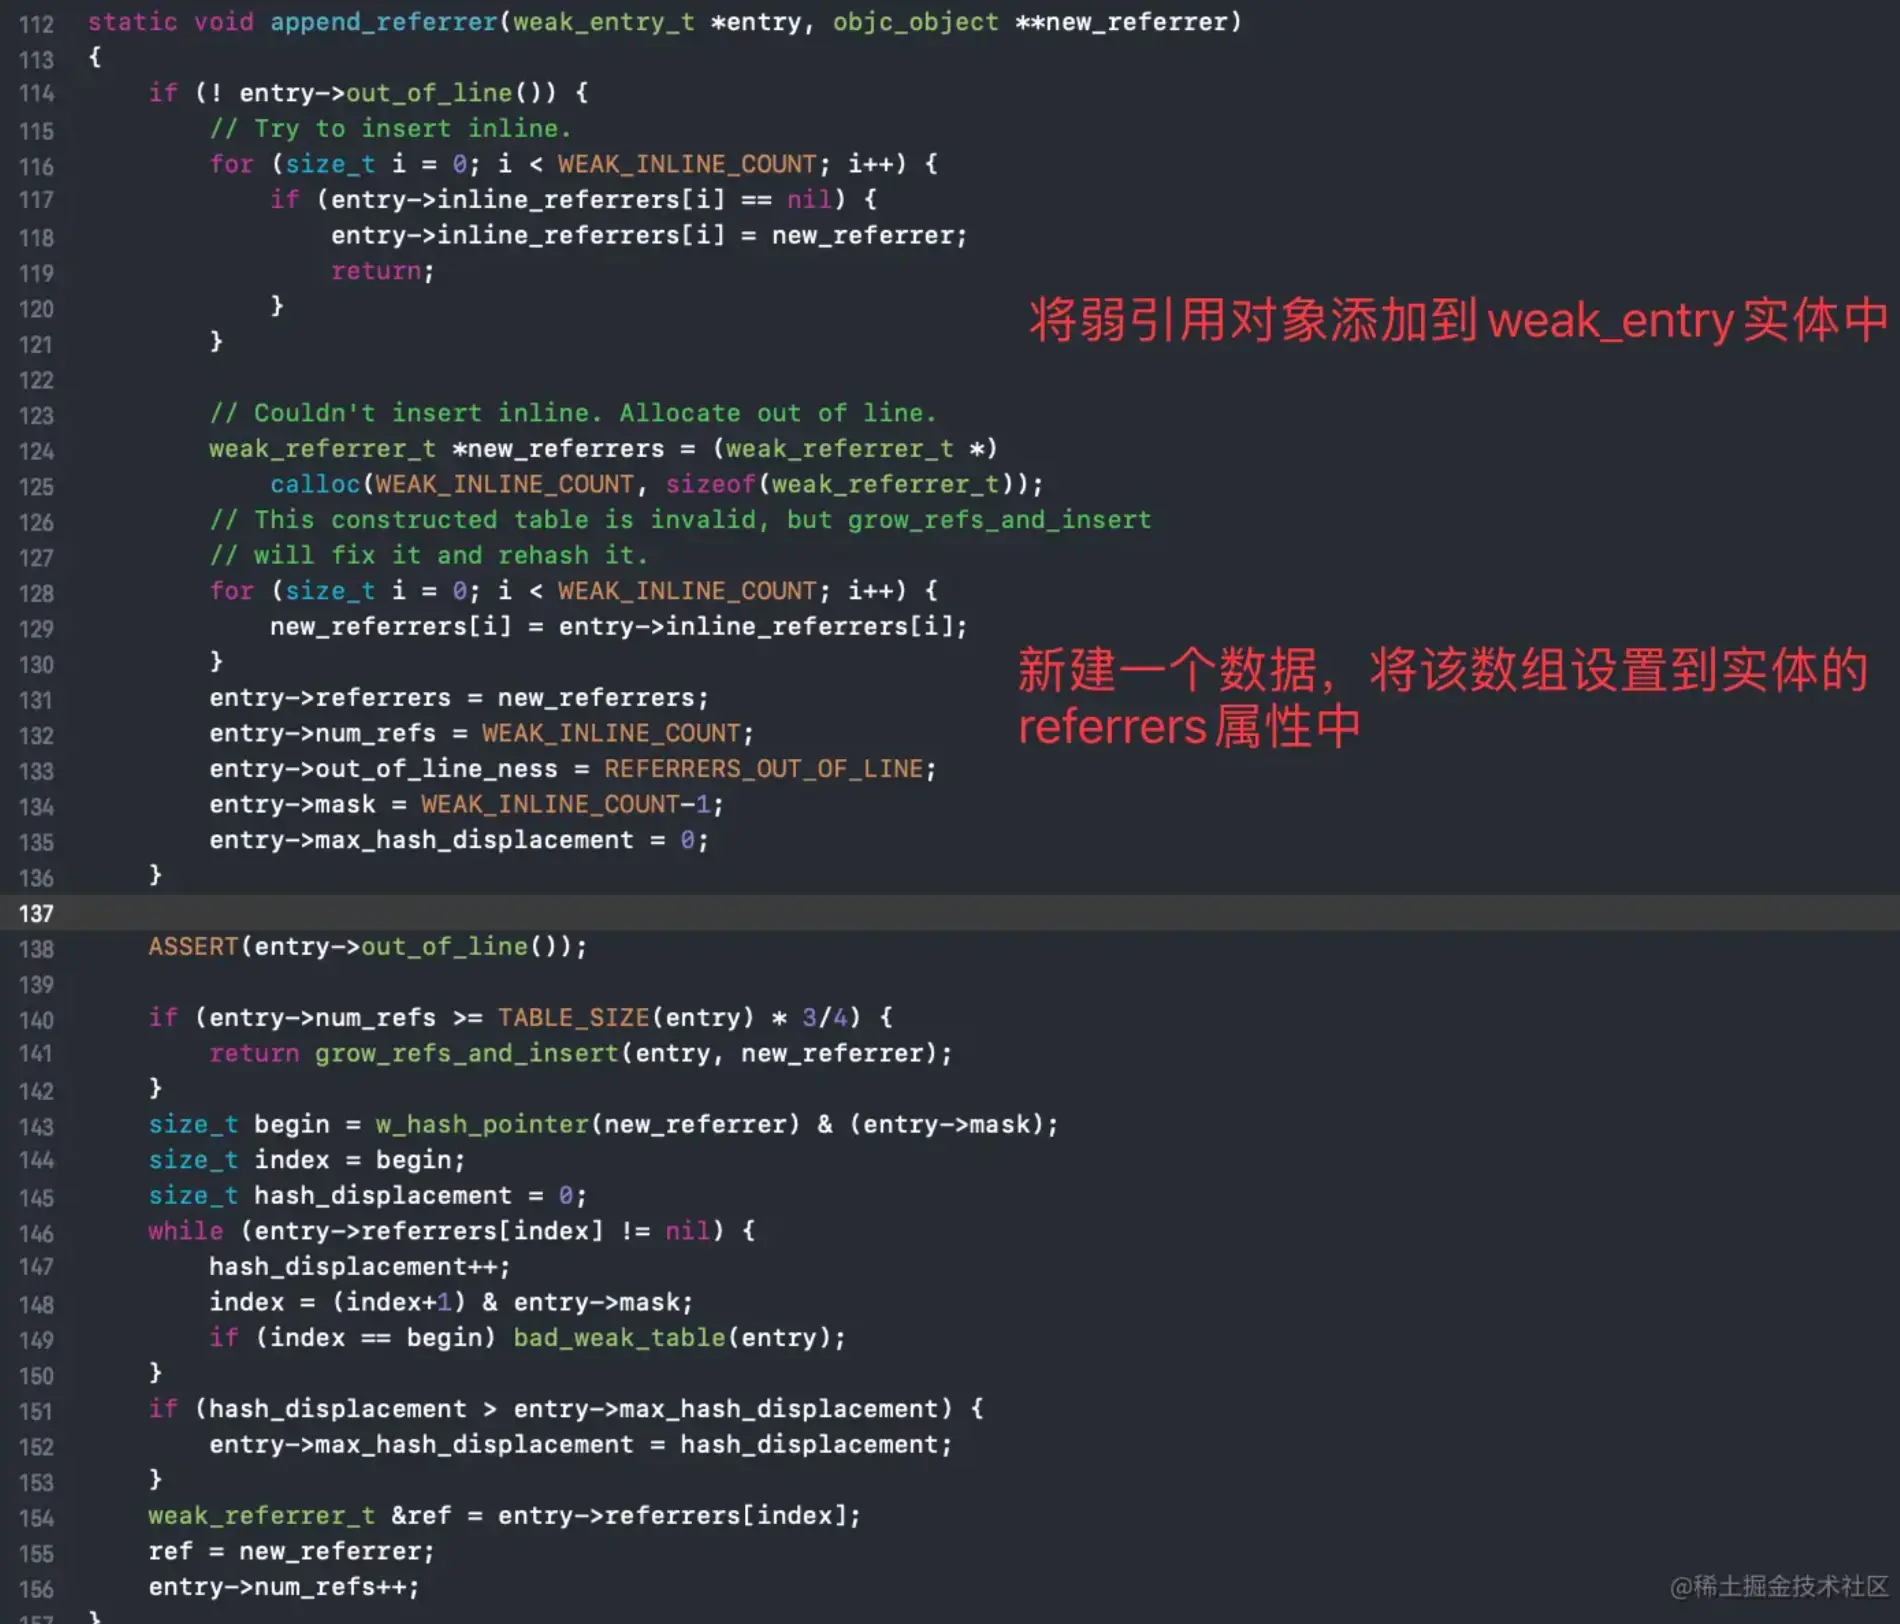 112 static void append_referrer(weak_entry_t *entry, objc_object **new_referrer)
113 {
114     if (! entry->out_of_line()) {
115         // Try to insert inline.
116         for (size_t i = 0; i < WEAK_INLINE_COUNT; i++) {
117             if (entry->inline_referrers[i] == nil) {
118                 entry->inline_referrers[i] = new_referrer;
119                 return;
120             }
将弱引用对象添加到weak_entry实体中
121         }
122
123         // Couldn't insert inline. Allocate out of line.
124         weak_referrer_t *new_referrers = (weak_referrer_t *)
125             calloc(WEAK_INLINE_COUNT, sizeof(weak_referrer_t));
126         // This constructed table is invalid, but grow_refs_and_insert
127         // will fix it and rehash it.
128         for (size_t i = 0; i < WEAK_INLINE_COUNT; i++) {
129             new_referrers[i] = entry->inline_referrers[i];
130         }
新建一个数据，将该数组设置到实体的
referrers属性中
131         entry->referrers = new_referrers;
132         entry->num_refs = WEAK_INLINE_COUNT;
133         entry->out_of_line_ness = REFERRERS_OUT_OF_LINE;
134         entry->mask = WEAK_INLINE_COUNT-1;
135         entry->max_hash_displacement = 0;
136     }
137
138     ASSERT(entry->out_of_line());
139
140     if (entry->num_refs >= TABLE_SIZE(entry) * 3/4) {
141         return grow_refs_and_insert(entry, new_referrer);
142     }
143     size_t begin = w_hash_pointer(new_referrer) & (entry->mask);
144     size_t index = begin;
145     size_t hash_displacement = 0;
146     while (entry->referrers[index] != nil) {
147         hash_displacement++;
148         index = (index+1) & entry->mask;
149         if (index == begin) bad_weak_table(entry);
150     }
151     if (hash_displacement > entry->max_hash_displacement) {
152         entry->max_hash_displacement = hash_displacement;
153     }
154     weak_referrer_t &ref = entry->referrers[index];
155     ref = new_referrer;
156     entry->num_refs++;
157 }
@稀土掘金技术社区